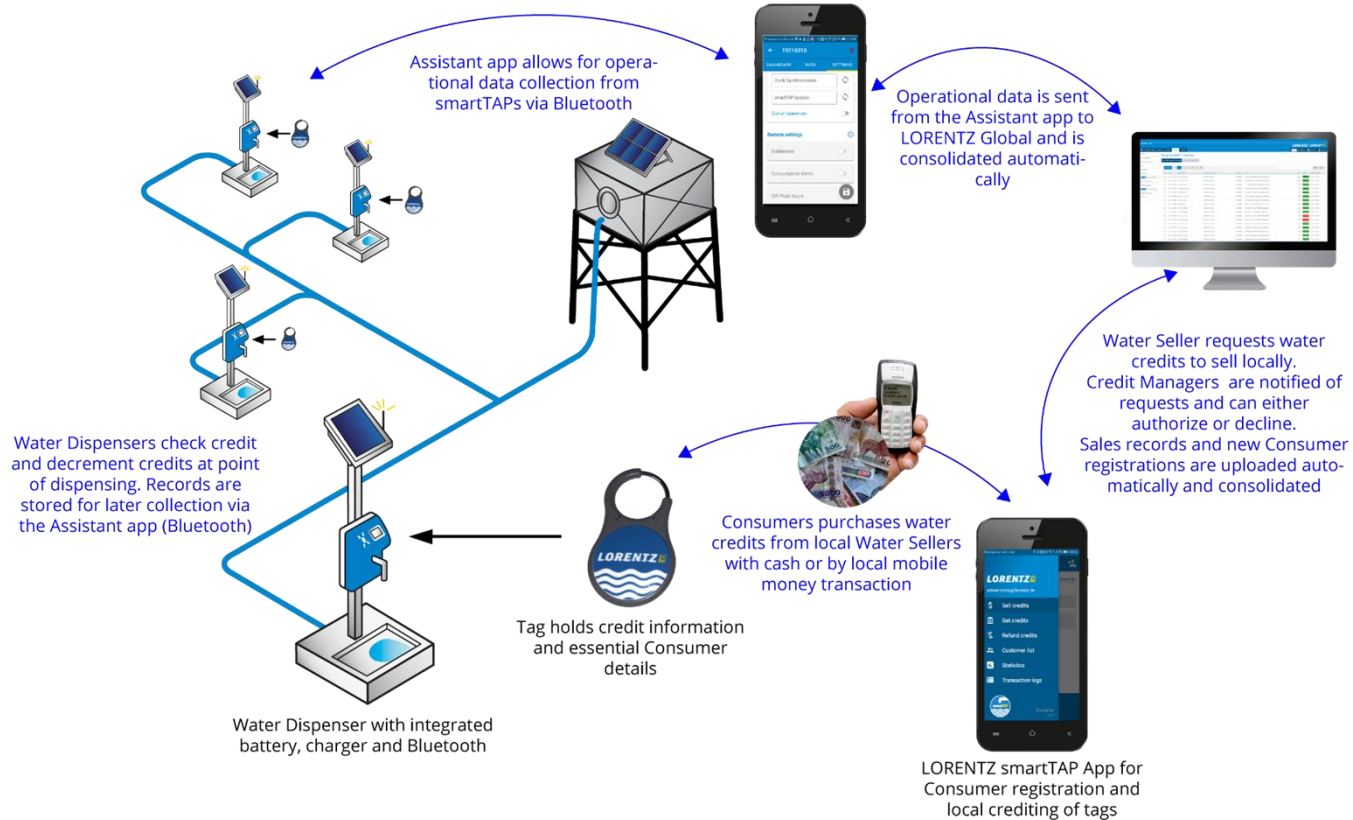 Assistant app allows for opera-
tional data collection from
smartTAPs via Bluetooth
19210010
DASHBOARD DATA SETTINGS
Clock Synchronization
smartTAP location
Out of operation
Remote settings
Entitlement
Consumption limits
Off-Peak hours
Operational data is sent
from the Assistant app to
LORENTZ Global and is
consolidated automati-
cally
Water Seller requests water
credits to sell locally.
Credit Managers are notified of
requests and can either
authorize or decline.
Sales records and new Consumer
registrations are uploaded auto-
matically and consolidated
Water Dispensers check credit
and decrement credits at point
of dispensing. Records are
stored for later collection via
the Assistant app (Bluetooth)
LORENTZ
Consumers purchases water
credits from local Water Sellers
with cash or by local mobile
money transaction
Tag holds credit information
and essential Consumer
details
Water Dispenser with integrated
battery, charger and Bluetooth
LORENTZ
Sell credits
Get credits
Refund credits
Customer list
Statistics
Transaction logs
LORENTZ smartTAP App for
Consumer registration and
local crediting of tags